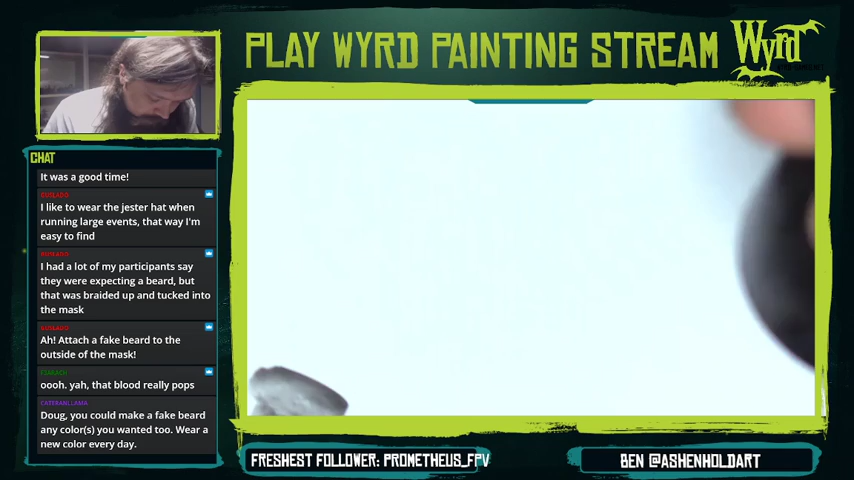 PLAY WYRD PAINTING STREAM
Wyrd
CHAT
It was a good time!
I like to wear the jester hat when
running large events, that way I'm
easy to find
I had a lot of my participants say
they were expecting a beard, but
that was braided up and tucked into
the mask
Ah! Attach a fake beard to the
outside of the mask!
oooh. yah, that blood really pops
CATERANLLAMA
Doug, you could make a fake beard
any color(s) you wanted too. Wear a
new color every day.
FRESHEST FOLLOWER: PROMETHEUS_FPV
BEN @ASHENHOLDART